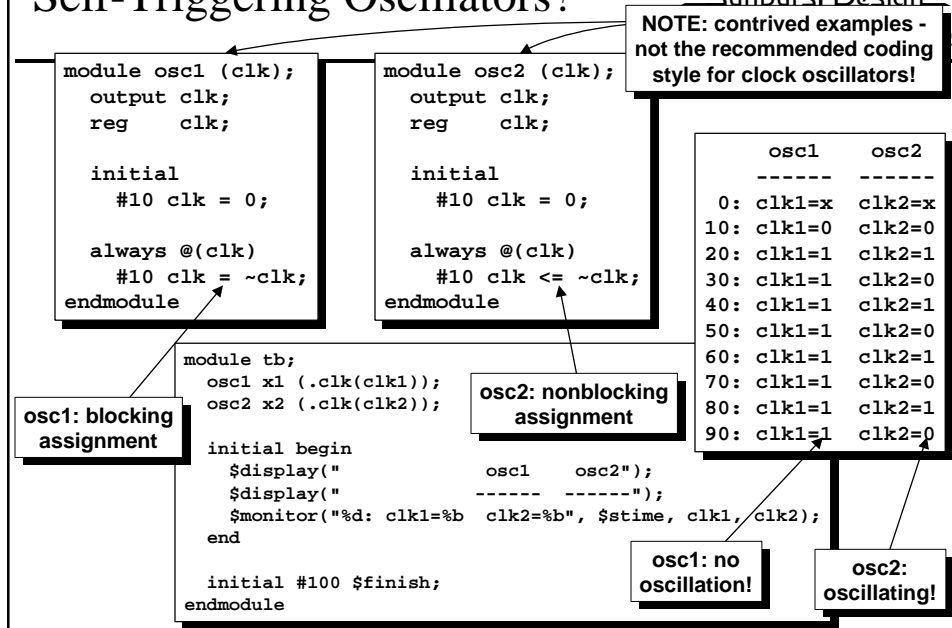 Self-Triggering Oscillators?
NOTE: contrived examples -
not the recommended coding
style for clock oscillators!
module osc1 (clk);
  output clk;
  reg    clk;

  initial
    #10 clk = 0;

  always @(clk)
    #10 clk = ~clk;
endmodule
module osc2 (clk);
  output clk;
  reg    clk;

  initial
    #10 clk = 0;

  always @(clk)
    #10 clk <= ~clk;
endmodule
      osc1    osc2
     ------  ------
 0: clk1=x  clk2=x
10: clk1=0  clk2=0
20: clk1=1  clk2=1
30: clk1=1  clk2=0
40: clk1=1  clk2=1
50: clk1=1  clk2=0
60: clk1=1  clk2=1
70: clk1=1  clk2=0
80: clk1=1  clk2=1
90: clk1=1  clk2=0
osc1: blocking
assignment
osc2: nonblocking
assignment
module tb;
  osc1 x1 (.clk(clk1));
  osc2 x2 (.clk(clk2));

  initial begin
    $display("          osc1    osc2");
    $display("         ------  ------");
    $monitor("%d: clk1=%b  clk2=%b", $stime, clk1, clk2);
  end

  initial #100 $finish;
endmodule
osc1: no
oscillation!
osc2:
oscillating!